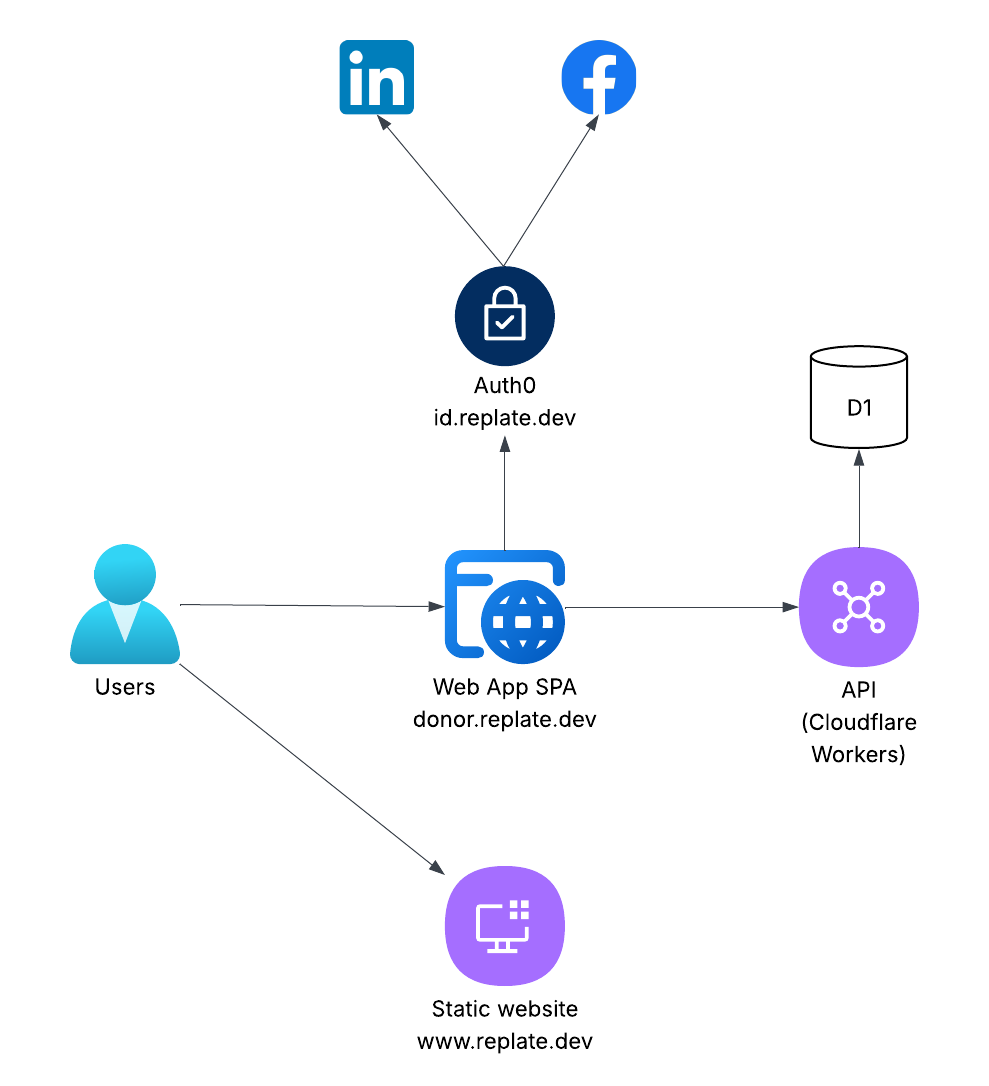 in
f
Auth0
id.replate.dev
D1
Users
Web App SPA
donor.replate.dev
API
(Cloudflare
Workers)
Static website
www.replate.dev